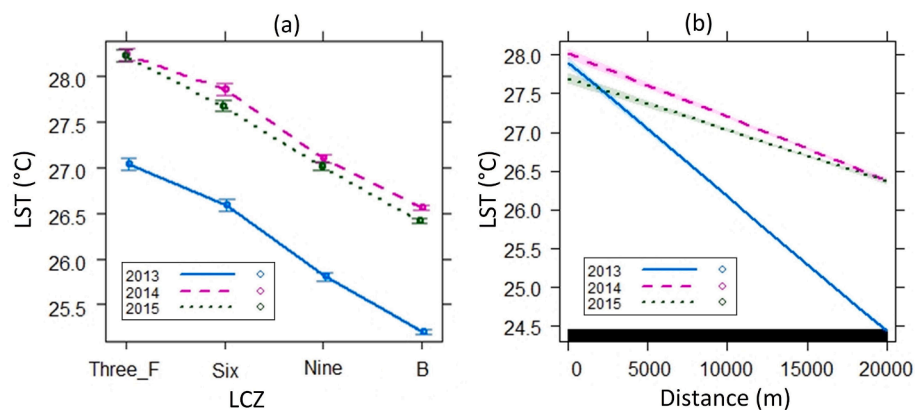 (a)
LST (°C)
28.0
27.5
27.0
26.5
26.0
25.5
2013
2014
2015
Three_F Six Nine B
LCZ
(b)
LST (°C)
28.0
27.5
27.0
26.5
26.0
25.5
25.0
24.5
2013
2014
2015
0 5000 10000 15000 20000
Distance (m)